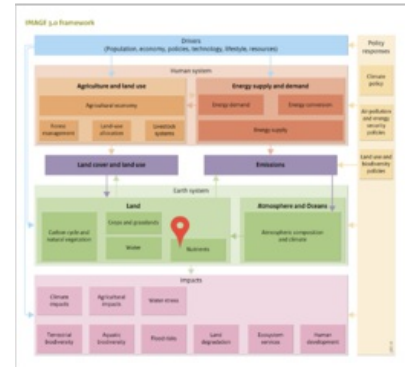 IMAGE 3.0 framework
Drivers
(Population, economy, policies, technology, lifestyle, resources)
Policy
responses
Human system
Agriculture and land use
Energy supply and demand
Climate
policy
Agricultural economy
Energy demand
Energy conversion
Air pollution
and energy
security
policies
Forest
management
Land-use
allocation
Livestock
systems
Energy supply
Land cover and land use
Emissions
Land use and
biodiversity
policies
Earth system
Land
Atmosphere and Oceans
Carbon cycle and
natural vegetation
Crops and grasslands
Water
Nutrients
Atmospheric composition
and climate
Impacts
Climate
impacts
Agricultural
impacts
Water stress
Terrestrial
biodiversity
Aquatic
biodiversity
Flood risks
Land
degradation
Ecosystem
services
Human
development